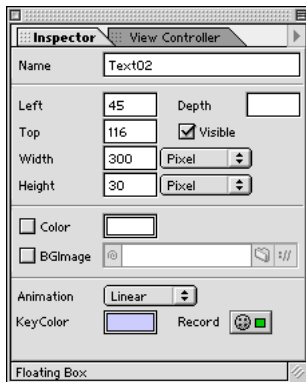 Inspector View Controller
Name Text02
Left 45 Depth
Top 116 Visible
Width 300 Pixel
Height 30 Pixel
Color
BGImage ://
Animation Linear
KeyColor Record
Floating Box